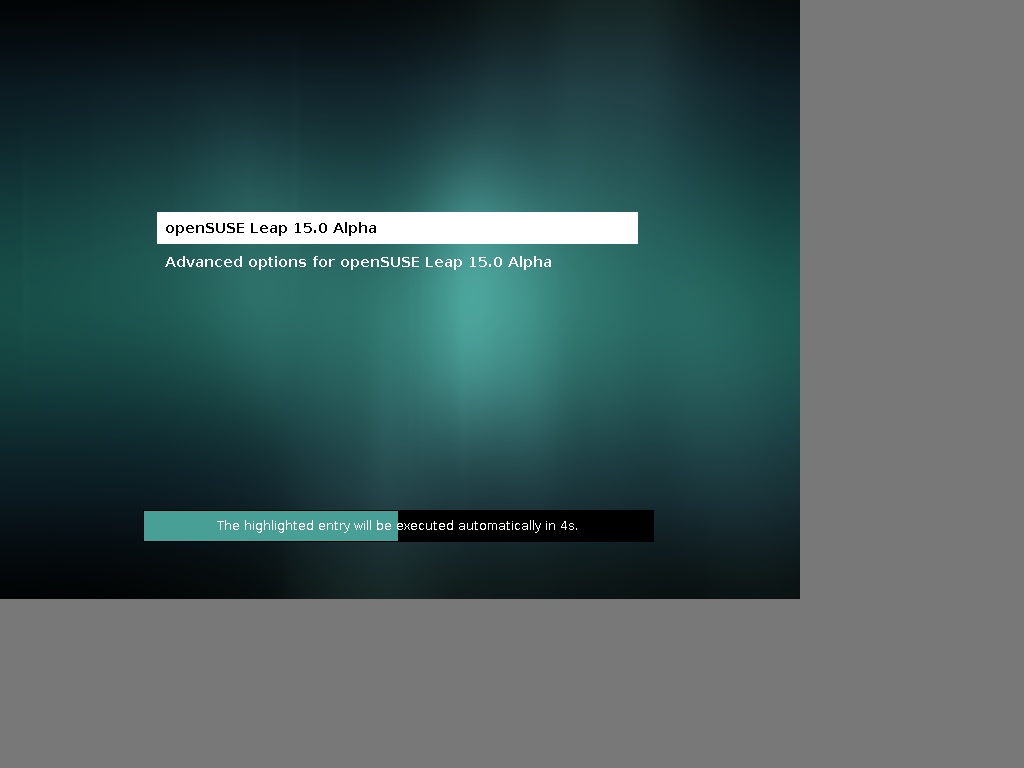 openSUSE Leap 15.0 Alpha
Advanced options for openSUSE Leap 15.0 Alpha
The highlighted entry will be executed automatically in 4s.